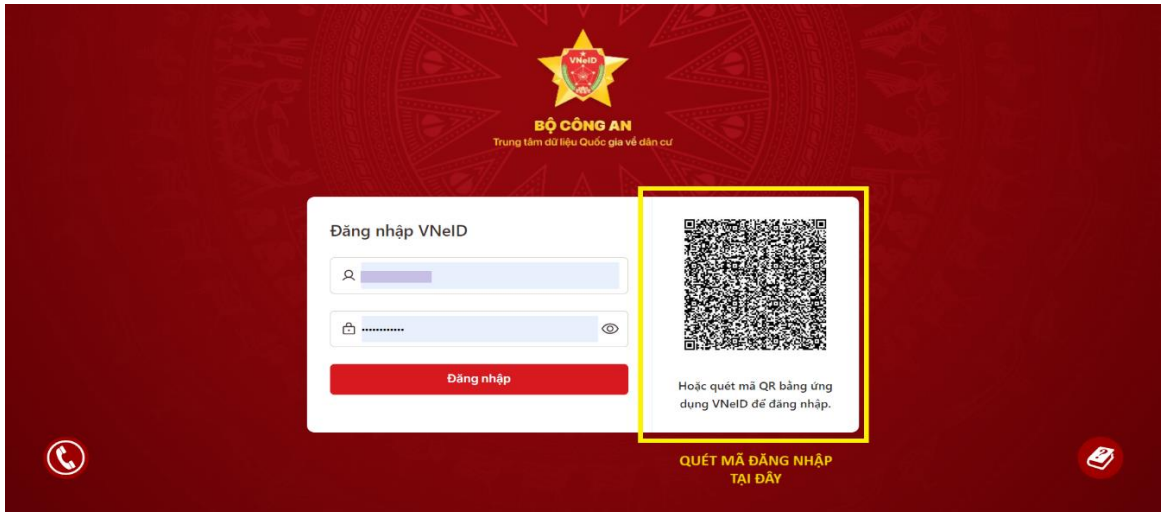 VNeID
BỘ CÔNG AN
Trung tâm dữ liệu Quốc gia về dân cư
Đăng nhập VNeID
Đăng nhập
Hoặc quét mã QR bằng ứng
dụng VNeID để đăng nhập.
QUÉT MÃ ĐĂNG NHẬP
TẠI ĐÂY